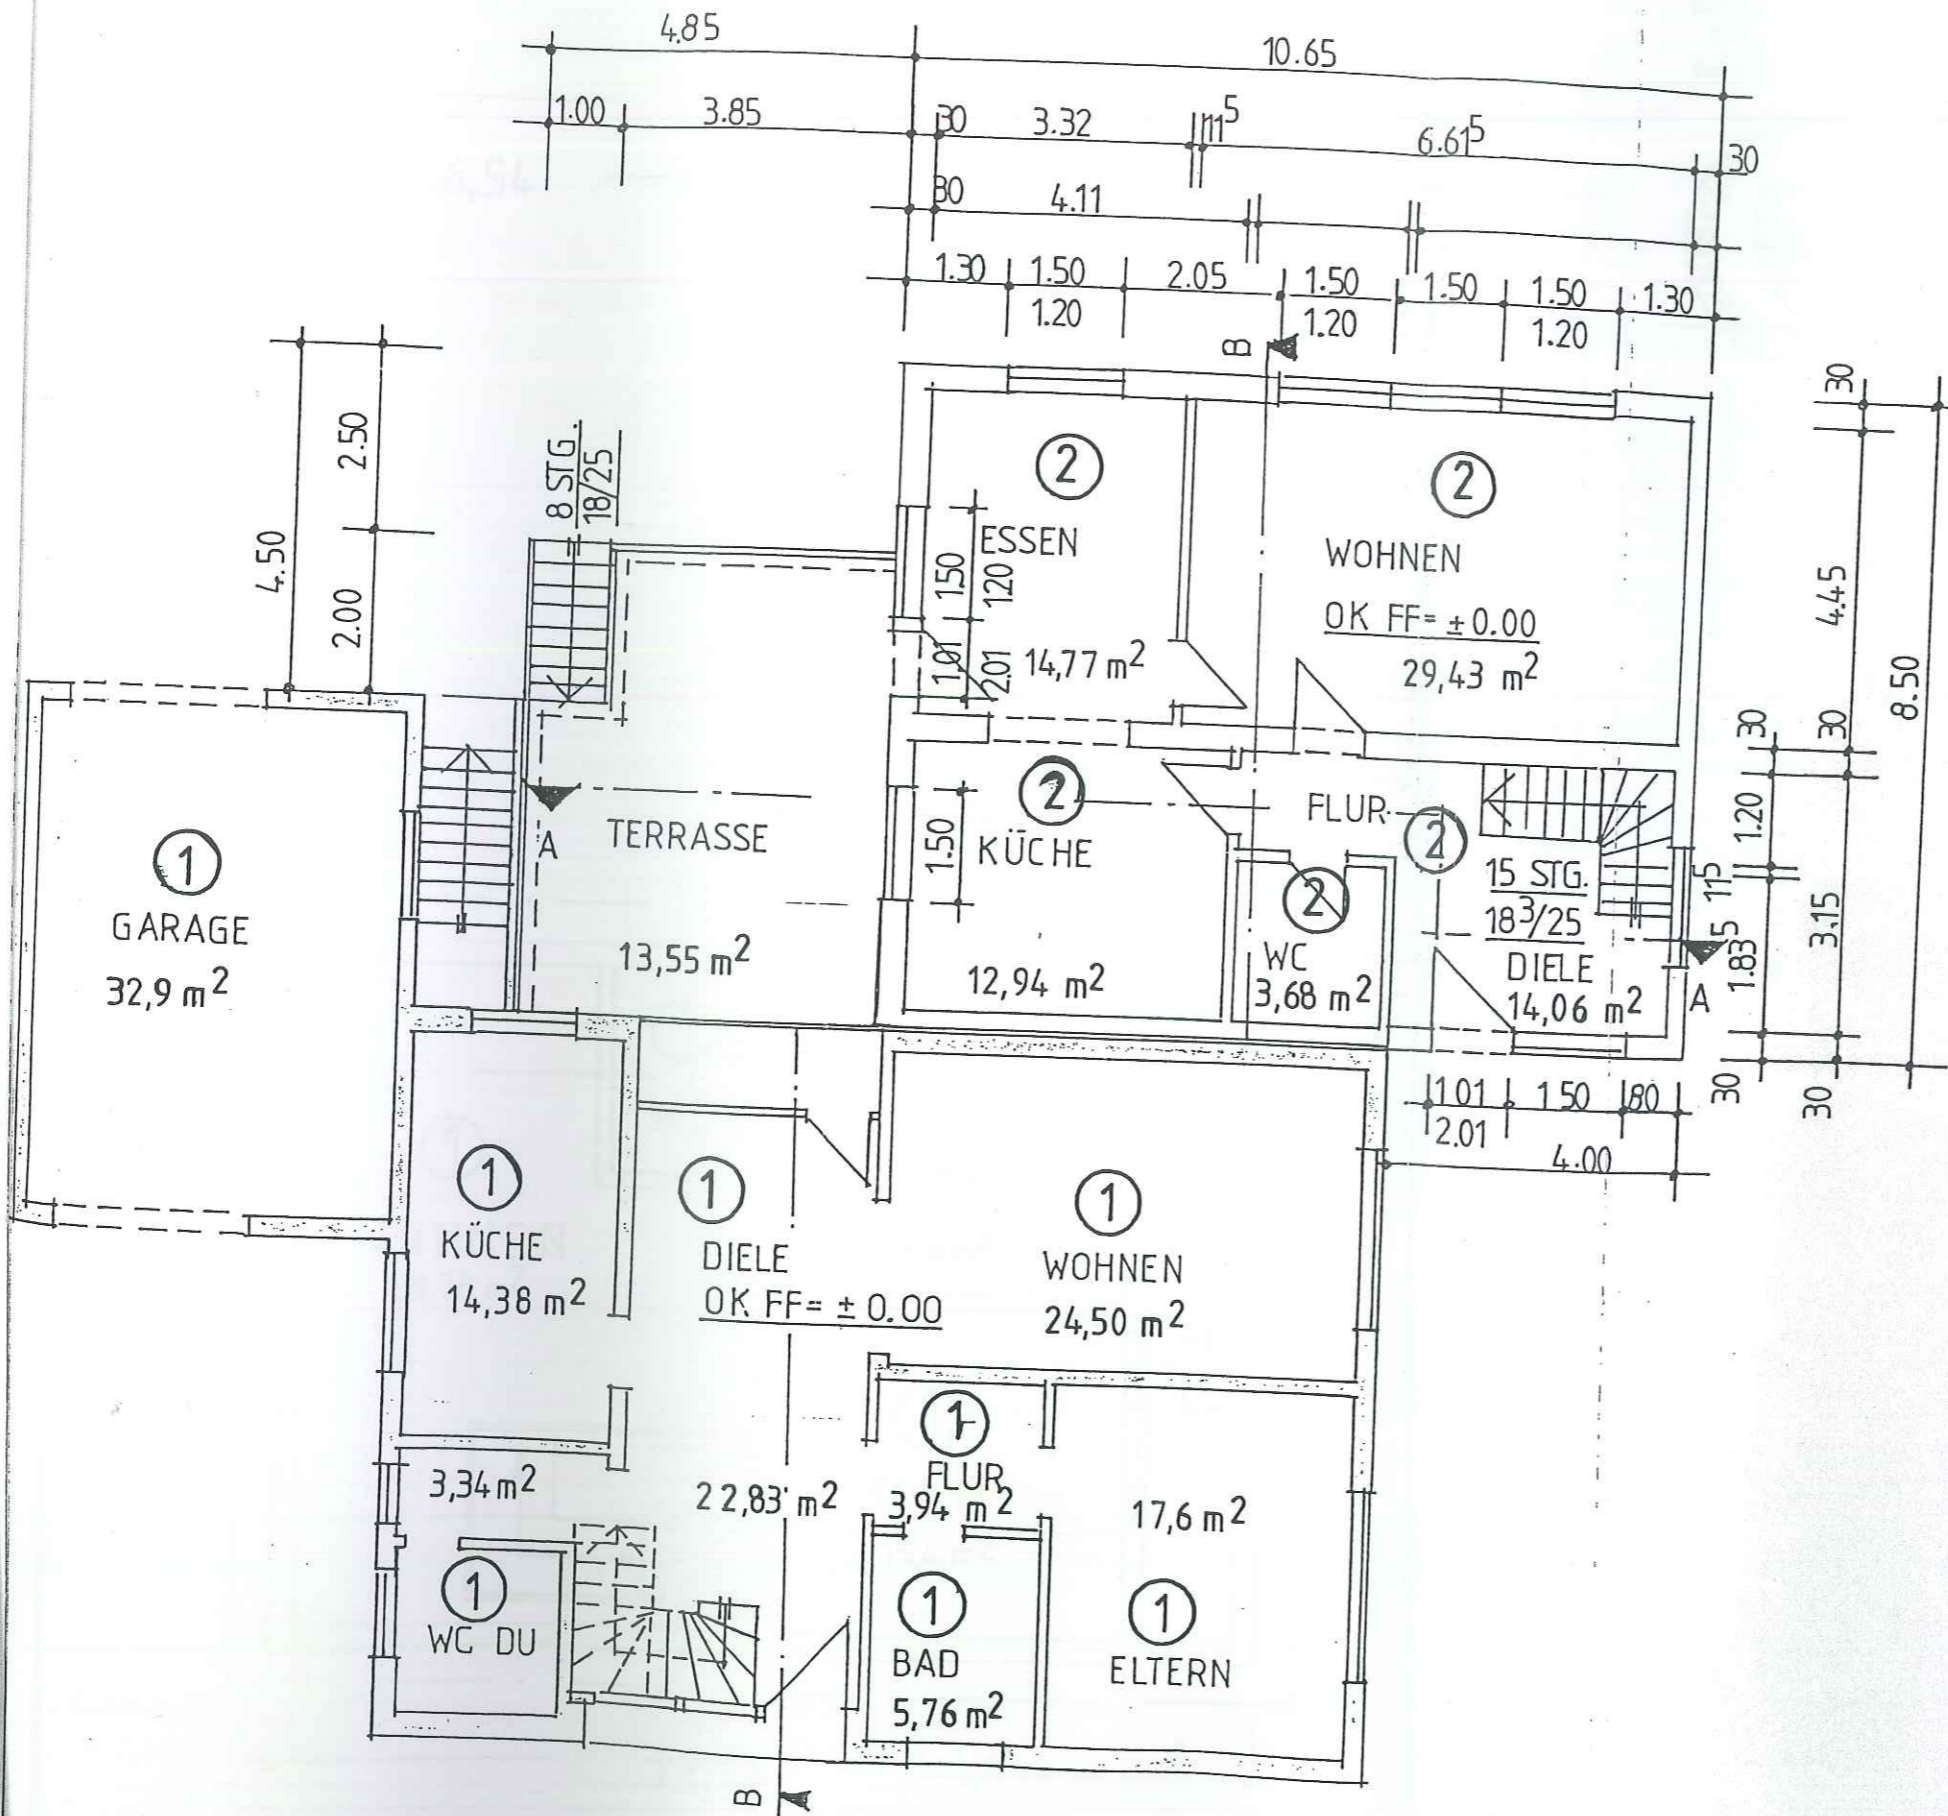 4.85
10.65
1.00
3.85
30
3.32
11⁵
6.61⁵
30
30
4.11
1.30
1.50
2.05
1.50
1.50
1.50
1.30
1.20
1.20
1.20
B
2.50
4.50
2.00
8 STG.
18/25
2
2
ESSEN
WOHNEN
OK FF= ±0.00
14,77 m²
29,43 m²
1.50
1.20
1.01
2.01
30
4.45
8.50
30
30
1.20
11⁵
3.15
1.83⁵
30
30
1
GARAGE
32,9 m²
A
TERRASSE
13,55 m²
1.50
2
KÜCHE
12,94 m²
FLUR
2
2
WC
3,68 m²
15 STG.
18³/25
DIELE
14,06 m²
A
1.01
1.50
80
2.01
4.00
1
KÜCHE
14,38 m²
1
DIELE
OK FF= ± 0.00
1
WOHNEN
24,50 m²
3,34 m²
22,83 m²
1
FLUR
3,94 m²
17,6 m²
1
WC DU
1
BAD
5,76 m²
1
ELTERN
B